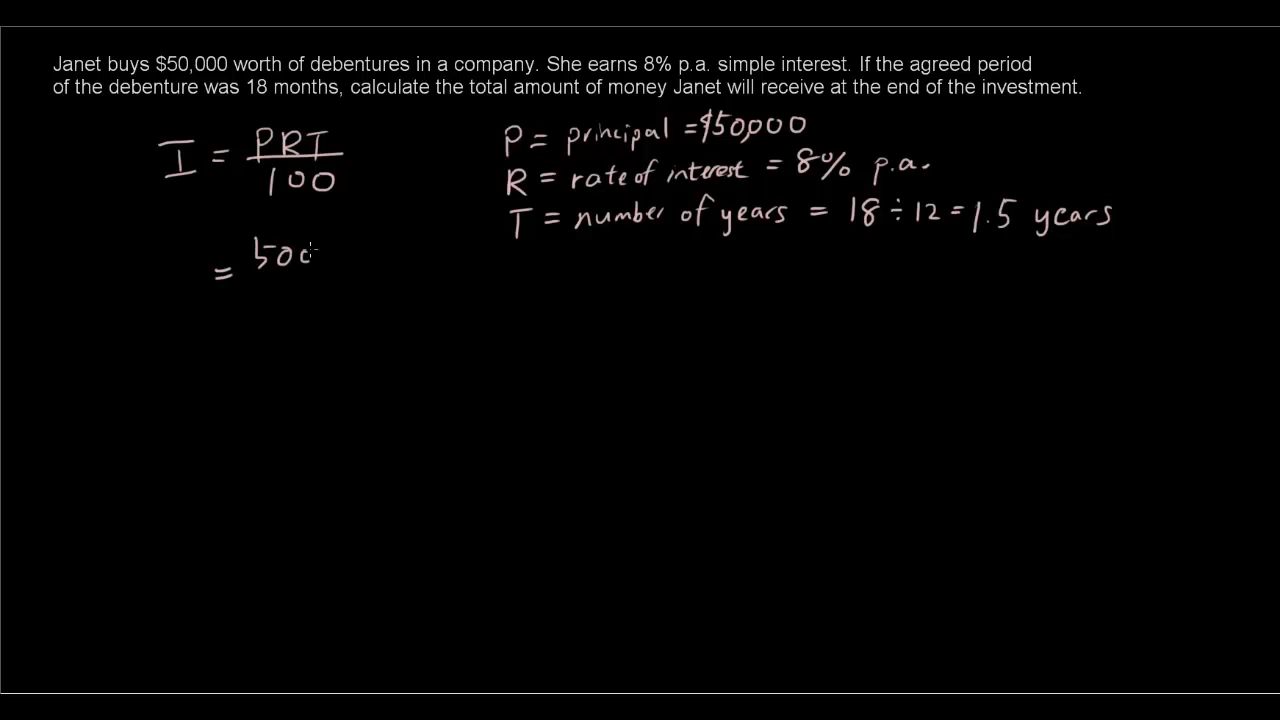 Janet buys $50,000 worth of debentures in a company. She earns 8% p.a. simple interest. If the agreed period
of the debenture was 18 months, calculate the total amount of money Janet will receive at the end of the investment.
I = PRT
100
P = principal = $50,000
R = rate of interest = 8% p.a.
T = number of years = 18 ÷ 12 = 1.5 years
= 500